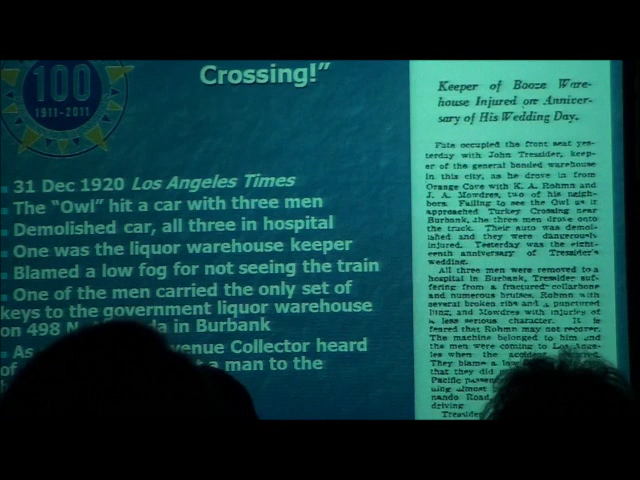 100
1911-2011
Crossing!”
31 Dec 1920 Los Angeles Times
The “Owl” hit a car with three men
Demolished car, all three in hospital
One was the liquor warehouse keeper
Blamed a low fog for not seeing the train
One of the men carried the only set of
keys to the government liquor warehouse
on 498 N in Burbank
As venue Collector heard
of a man to the
Keeper of Booze Ware-
house Injured on Anniver-
sary of His Wedding Day.
Fate occupied the front seat yes-
terday with John Tressider, keep-
er of the general bonded warehouse
in this city, as he drove in from
Orange Cove with K. A. Rohmn and
J. A. Mowdres, two of his neigh-
bors. Failing to see the Owl as it
approached Turkey Crossing near
Burbank, the three men drove onto
the track. Their auto was demol-
ished and they were dangerously
injured. Yesterday was the eight-
eenth anniversary of Tressider's
wedding.
All three men were removed to a
hospital in Burbank, Tressider suf-
fering from a fractured collarbone
and numerous bruises, Rohmn with
several broken ribs and a punctured
lung, and Mowdres with injuries of
a less serious character. It is
feared that Rohmn may not recover.
The machine belonged to him and
the men were coming to Los Ange-
les when the accident
They blame a low
that they did
Pacific passen
ning almost
nando Road,
driving
Tressider